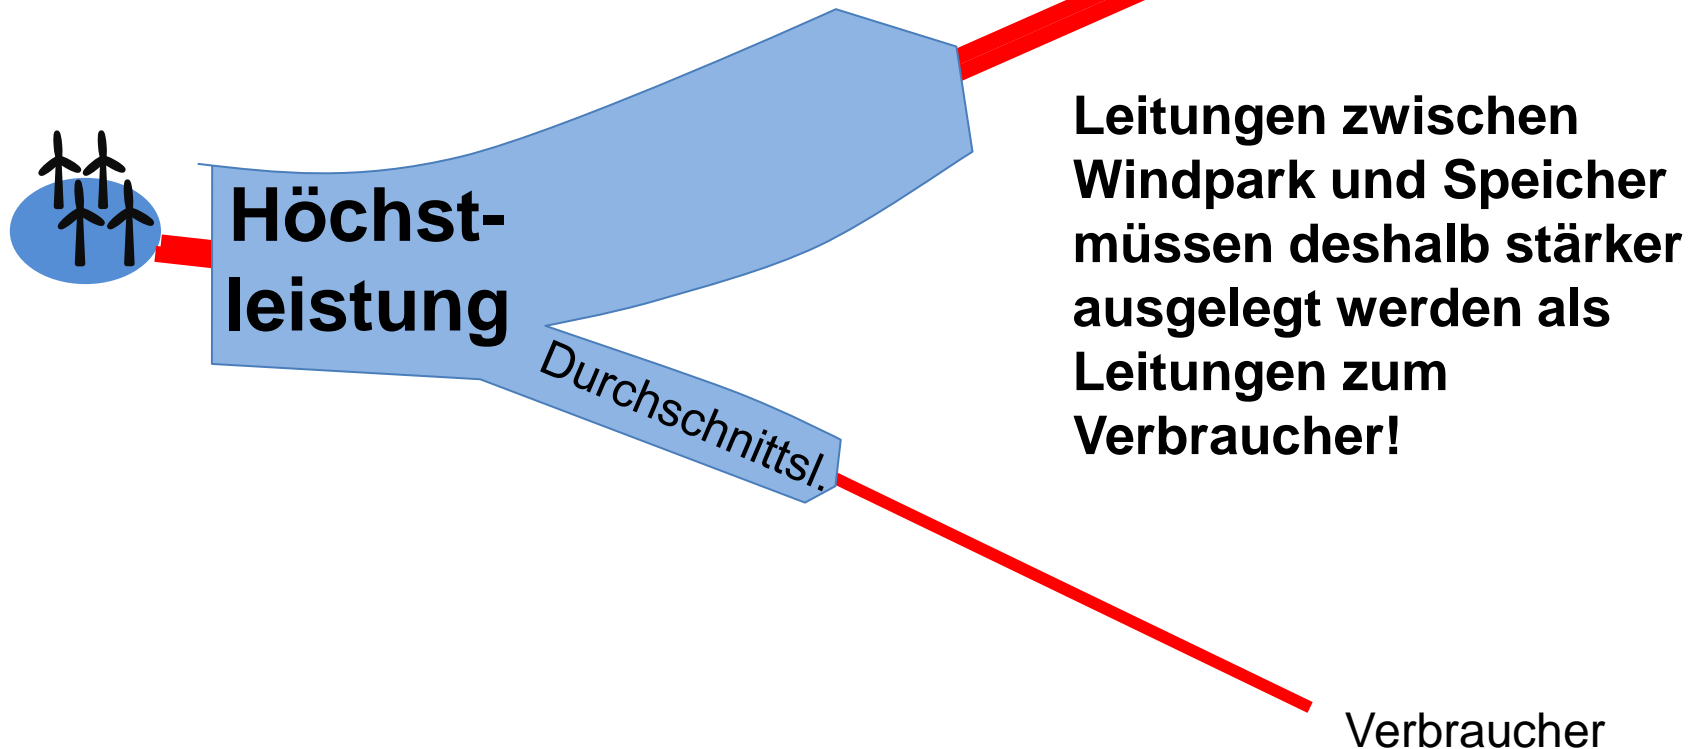 Höchst-
leistung
Durchschnittsl.
Leitungen zwischen
Windpark und Speicher
müssen deshalb stärker
ausgelegt werden als
Leitungen zum
Verbraucher!
Verbraucher